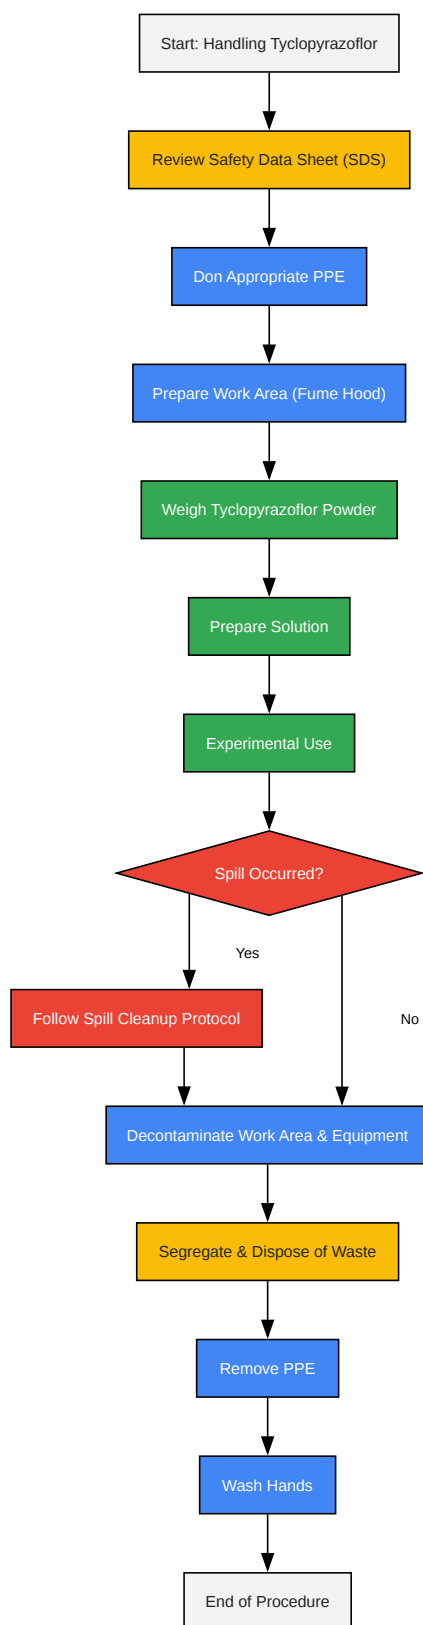 Start: Handling Tyclopyrazoflor
Review Safety Data Sheet (SDS)
Don Appropriate PPE
Prepare Work Area (Fume Hood)
Weigh Tyclopyrazoflor Powder
Prepare Solution
Experimental Use
Spill Occurred?
Yes
Follow Spill Cleanup Protocol
No
Decontaminate Work Area & Equipment
Segregate & Dispose of Waste
Remove PPE
Wash Hands
End of Procedure